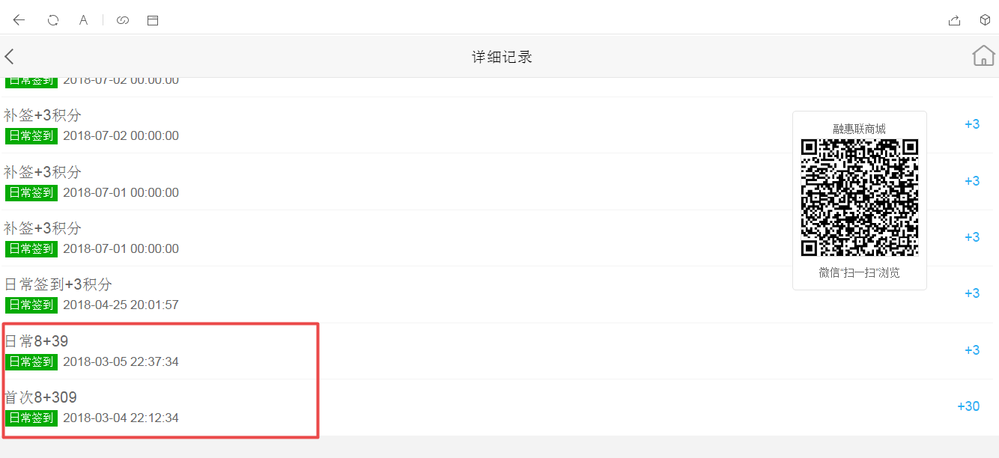 A
详细记录
日常签到 2018-07-02 00:00:00
补签+3积分
日常签到 2018-07-02 00:00:00
+3
补签+3积分
日常签到 2018-07-01 00:00:00
+3
补签+3积分
日常签到 2018-07-01 00:00:00
+3
日常签到+3积分
日常签到 2018-04-25 20:01:57
+3
日常8+39
日常签到 2018-03-05 22:37:34
+3
首次8+309
日常签到 2018-03-04 22:12:34
+30
融惠联商城
微信“扫一扫”浏览